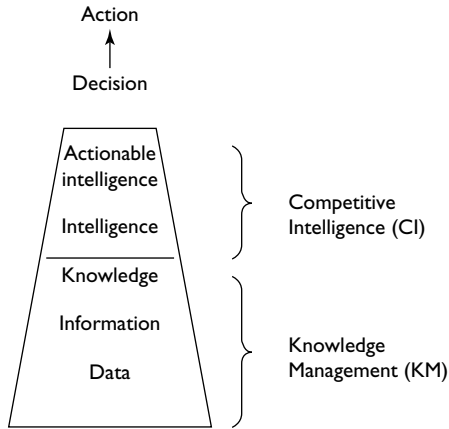 Action
Decision
Actionable
intelligence
Intelligence
Knowledge
Information
Data
Competitive
Intelligence (CI)
Knowledge
Management (KM)